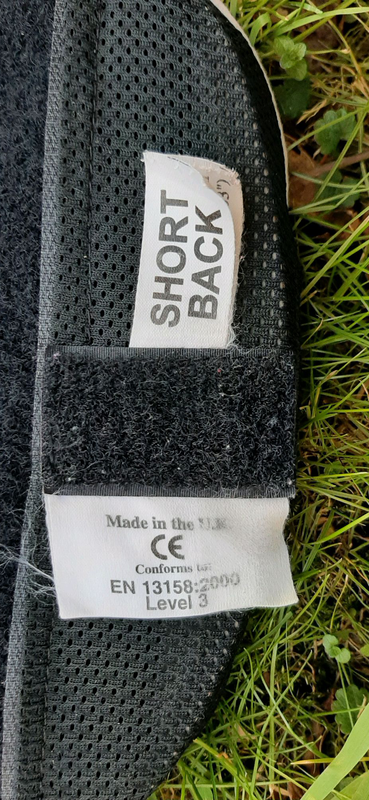 SHORT
BACK
Made in the U.K.
CE
Conforms to:
EN 13158:2000
Level 3